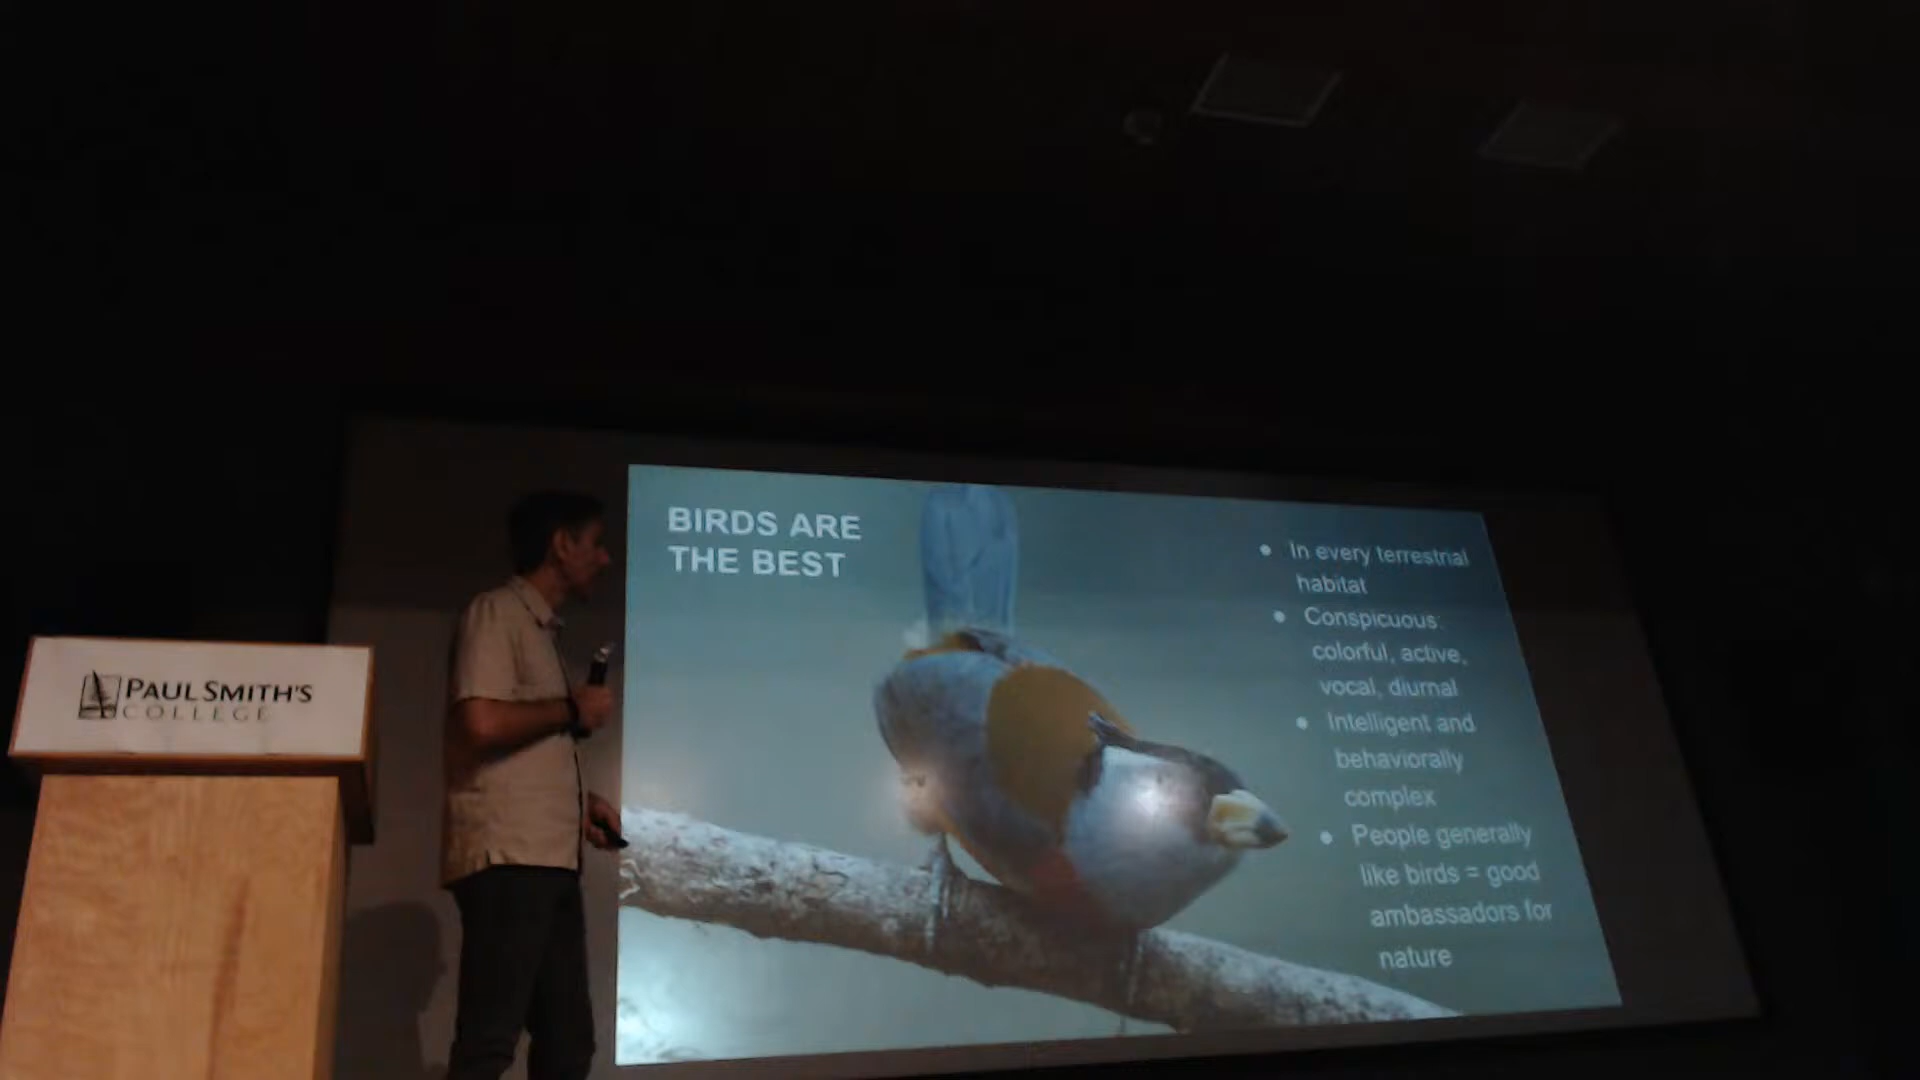 BIRDS ARE
THE BEST
• In every terrestrial
habitat
• Conspicuous:
colorful, active,
vocal, diurnal
• Intelligent and
behaviorally
complex
• People generally
like birds = good
ambassadors for
nature
PAUL SMITH'S
COLLEGE